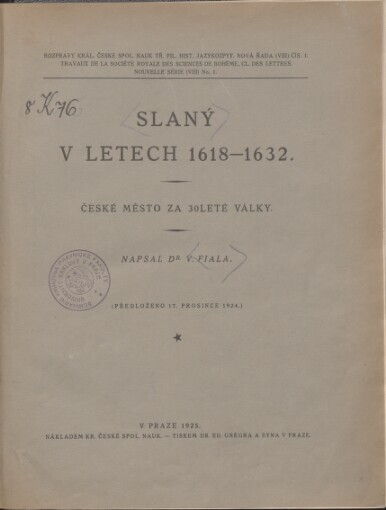 ROZPRAVY KRÁL. ČESKÉ SPOL. NAUK TŘ. FIL. HIST. JAZYKOZPYT. NOVÁ ŘADA (VIII) ČÍS. 1.
TRAVAUX DE LA SOCIÉTÉ ROYALE DES SCIENCES DE BOHÊME, CL. DES LETTRES.
NOUVELLE SÉRIE (VIII) No. 1.
8 K 76
SLANÝ
V LETECH 1618–1632.
ČESKÉ MĚSTO ZA 30LETÉ VÁLKY.
NAPSAL DR. V. FIALA.
(PŘEDLOŽENO 17. PROSINCE 1924.)
V PRAZE 1925.
NÁKLADEM KR. ČESKÉ SPOL. NAUK. — TISKEM DR. ED. GRÉGRA A SYNA V PRAZE.